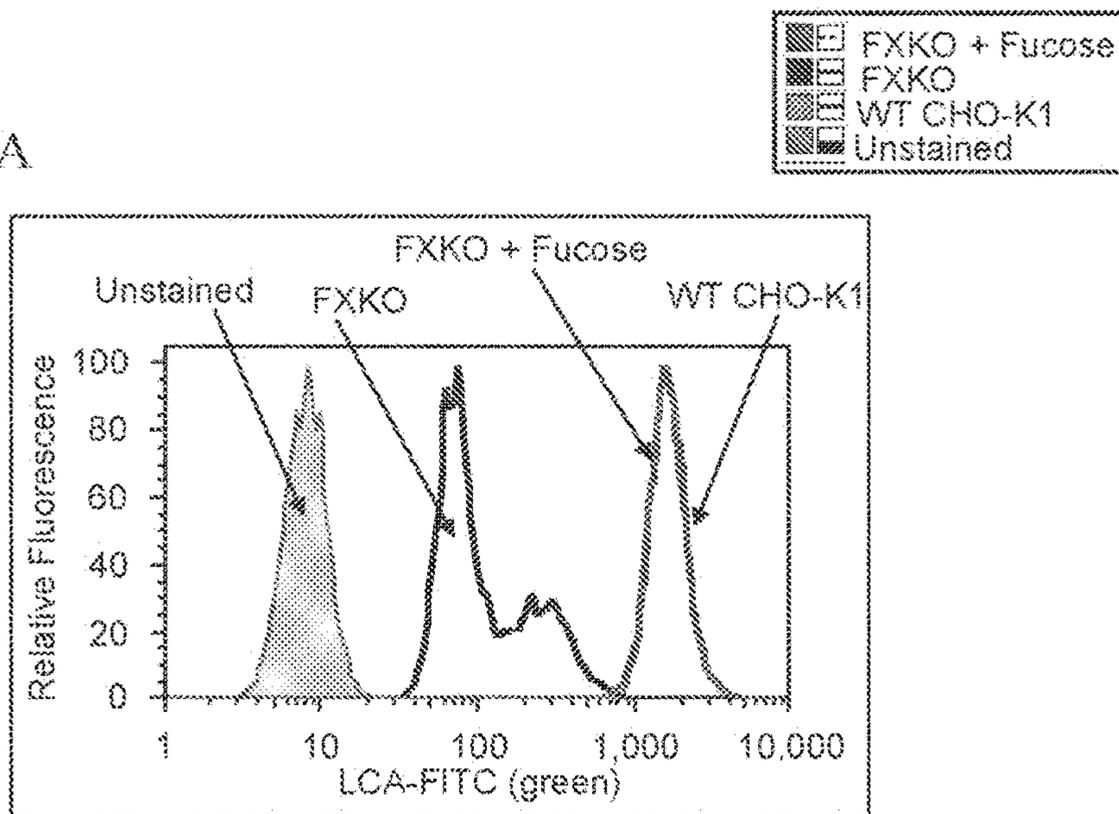 FXKO + Fucose
FXKO
WT CHO-K1
Unstained
A
FXKO + Fucose
Unstained
FXKO
WT CHO-K1
Relative Fluorescence
100
80
60
40
20
0
1 10 100 1,000 10,000
LCA-FITC (green)